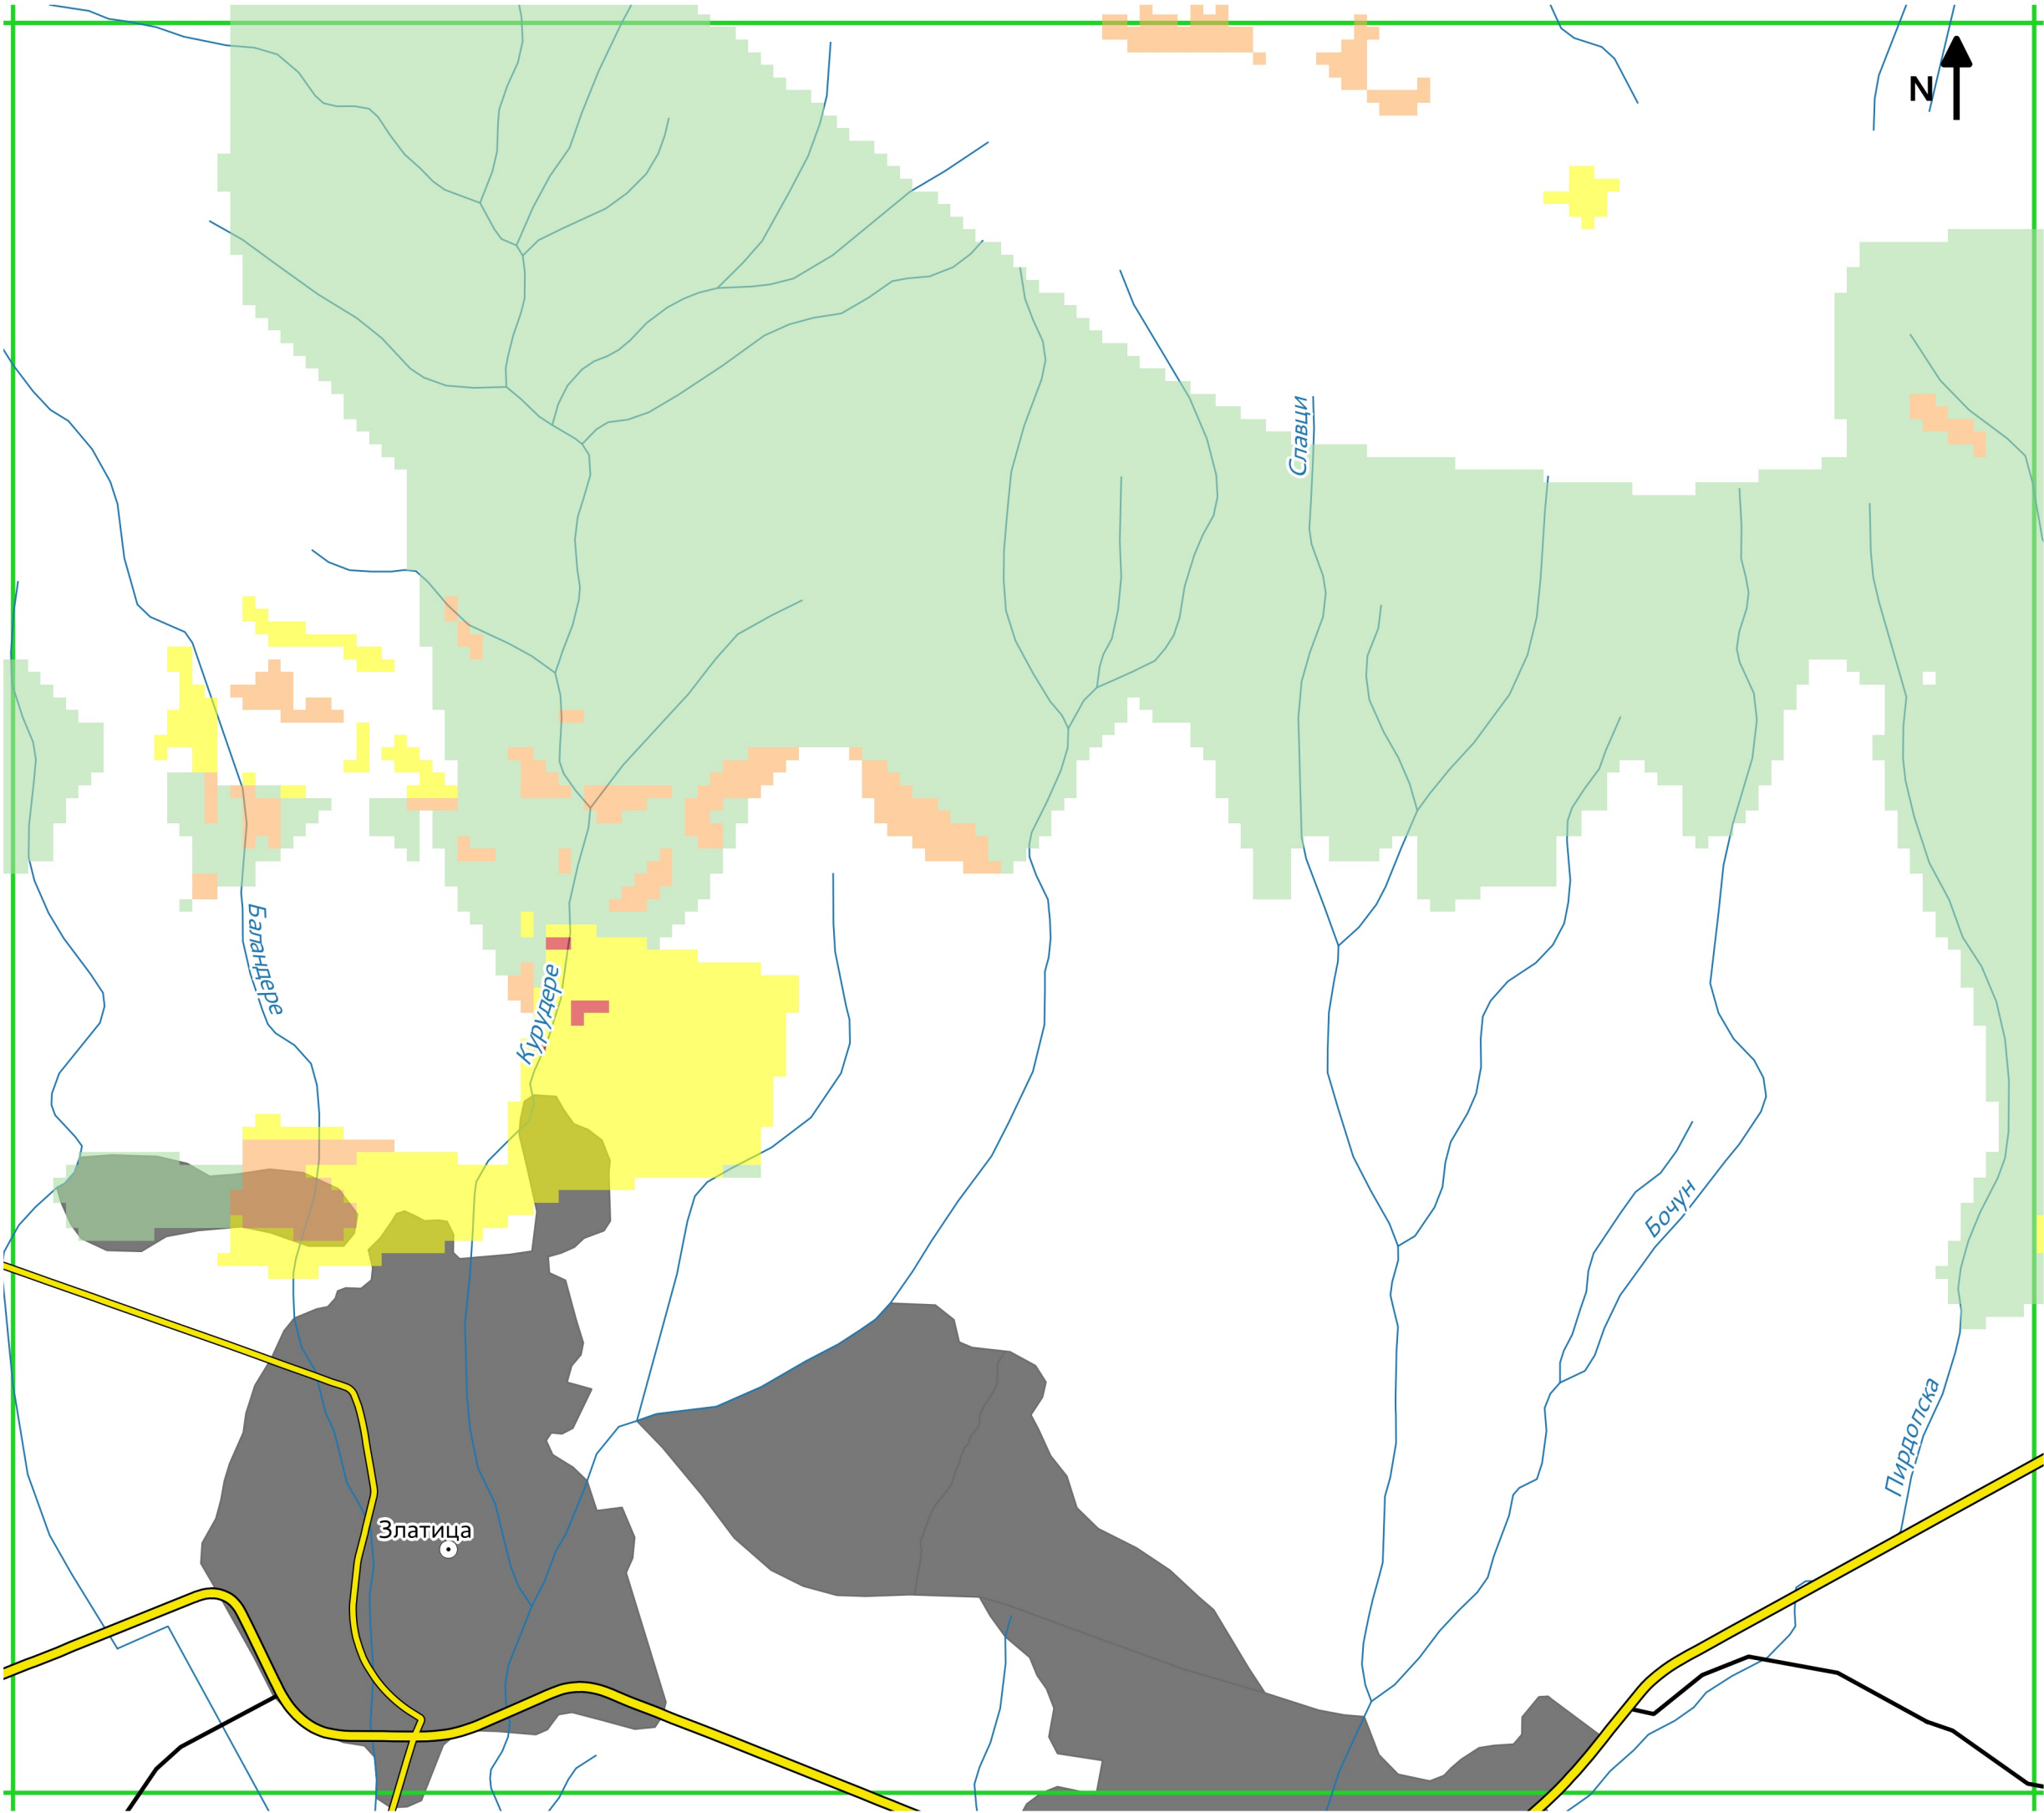 N
Славци
Баландере
Курудере
Бочун
Пирдопска
Златица